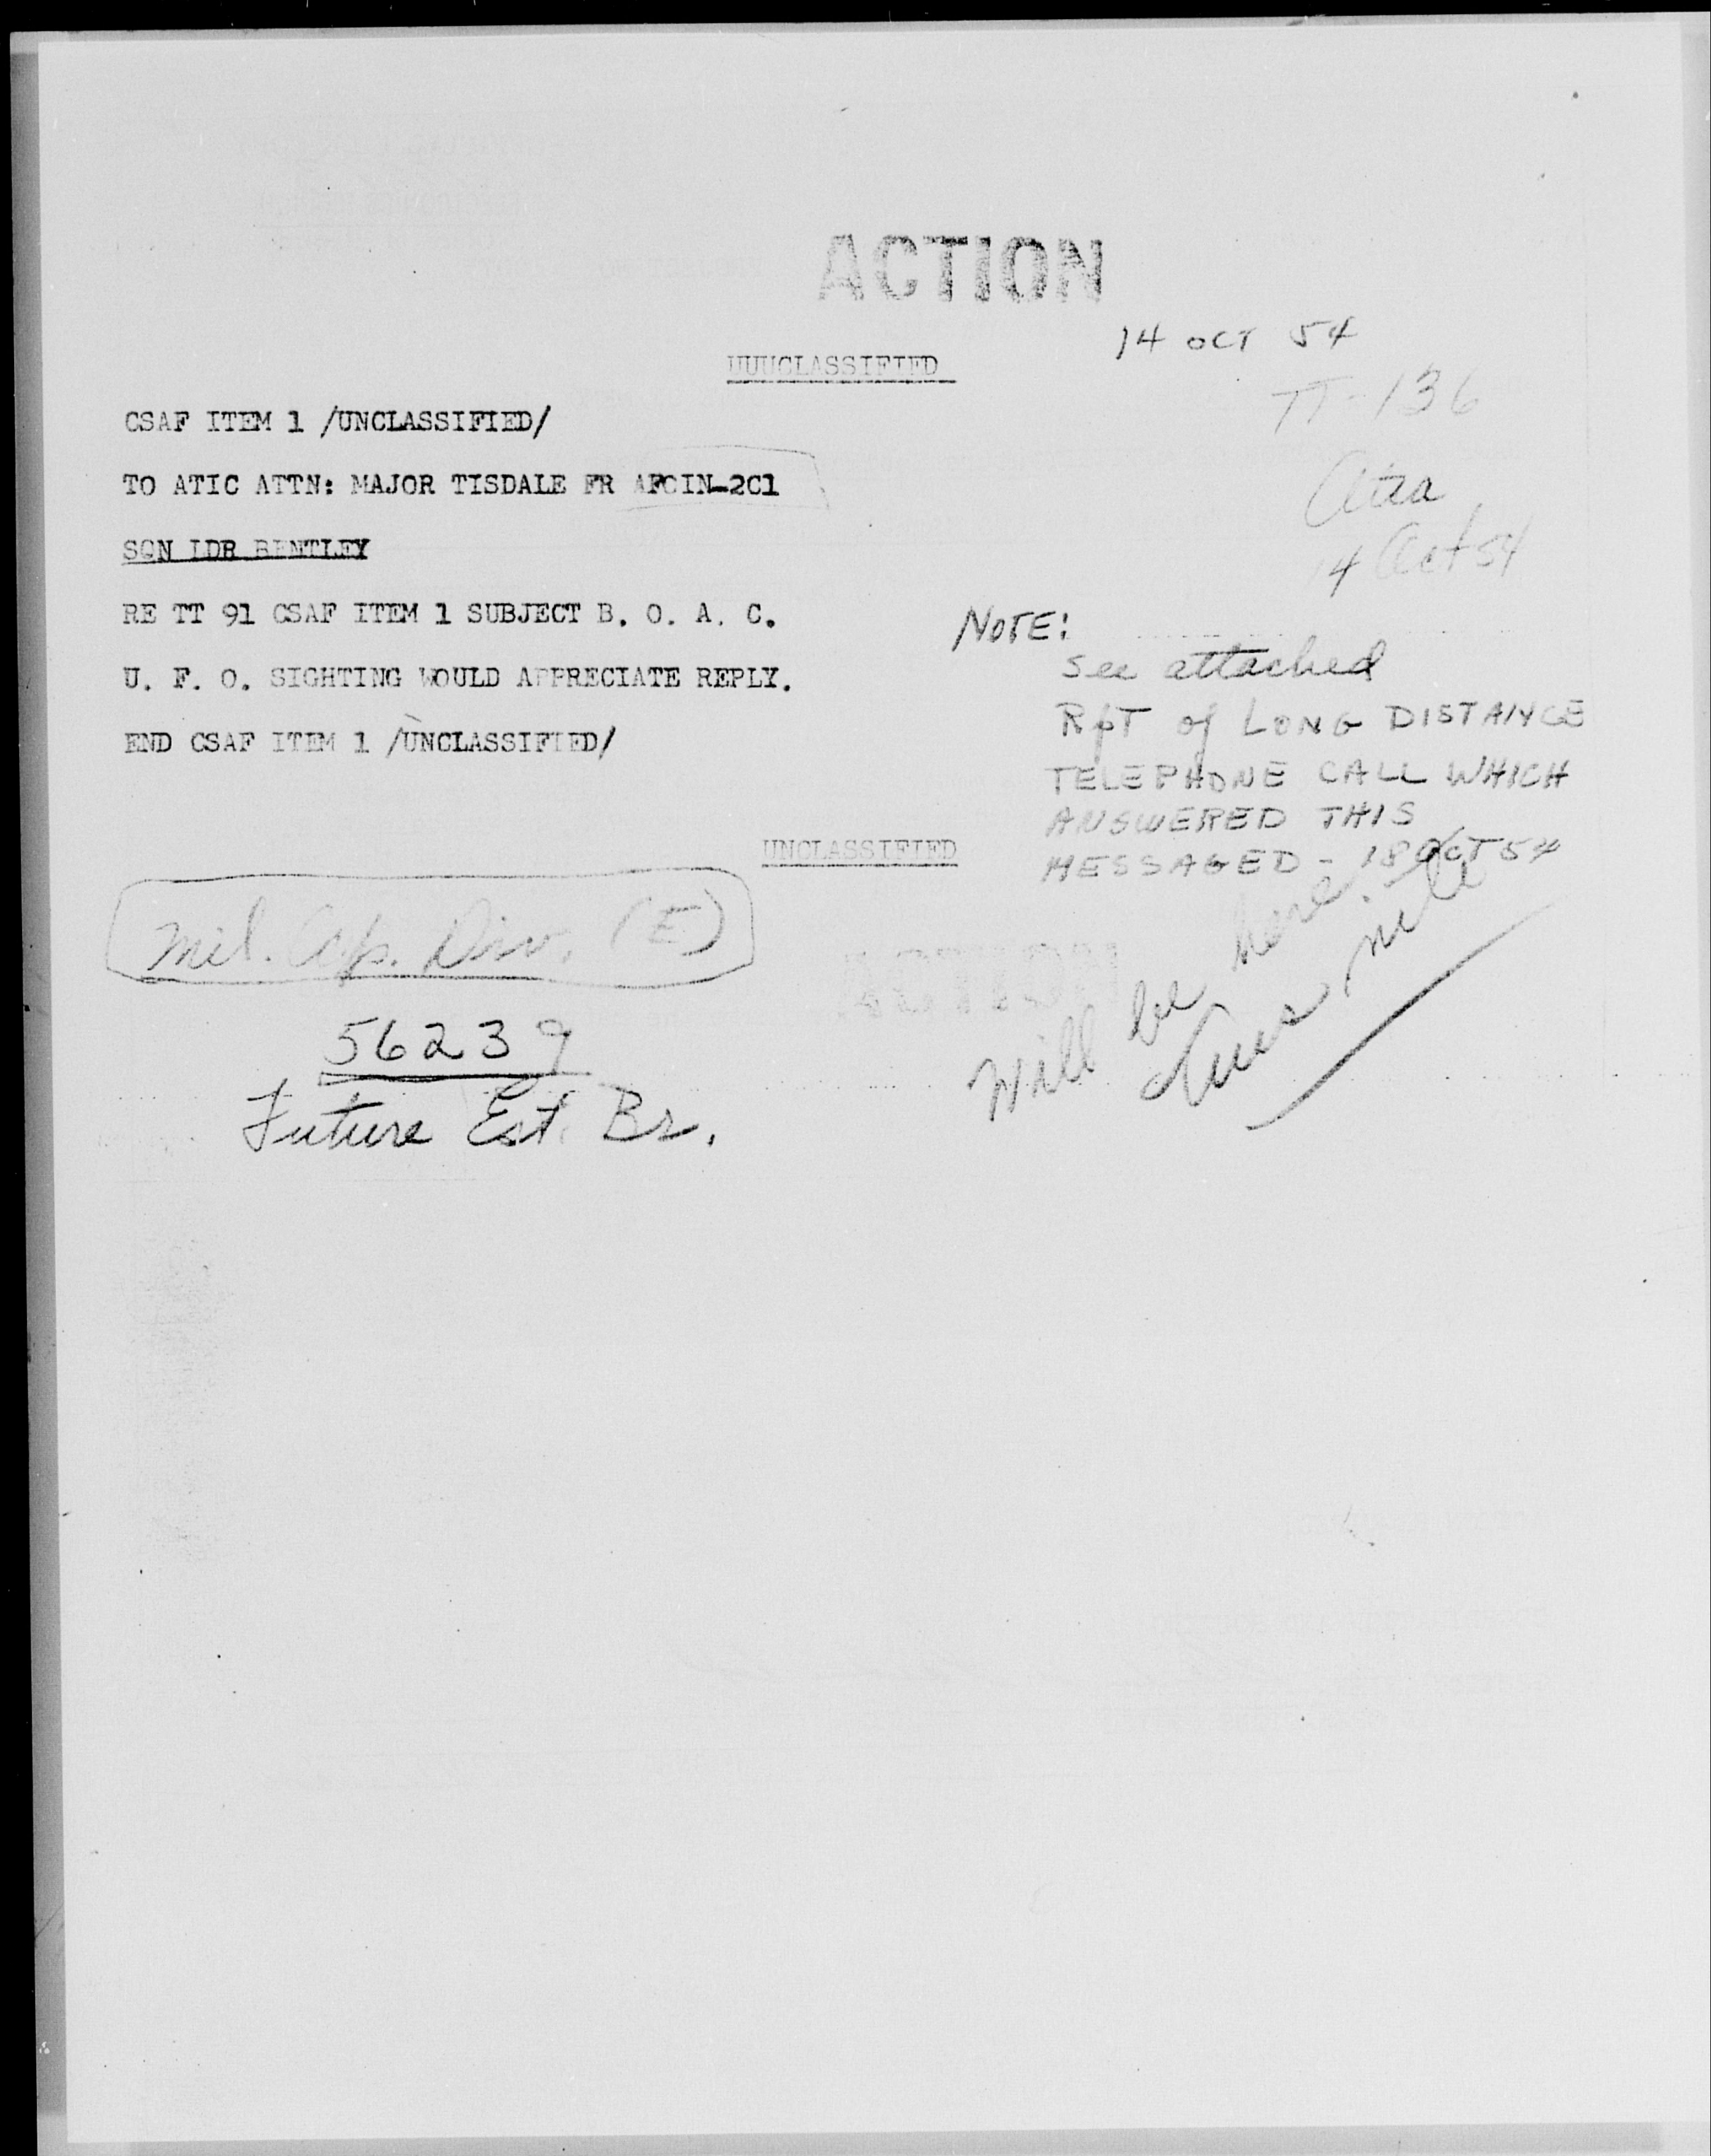 ACTION
14 OCT 54
UUUCLASSIFIED
TT-136
CSAF ITEM 1 /UNCLASSIFIED/
TO ATIC ATTN: MAJOR TISDALE FR AFOIN-2C1
14 Oct 54
SQN LDR BENTLEY
RE TT 91 CSAF ITEM 1 SUBJECT B. O. A. C.
U. F. O. SIGHTING WOULD APPRECIATE REPLY.
END CSAF ITEM 1 /UNCLASSIFIED/
NOTE:
see attached
RpT of LONG DISTANCE
TELEPHONE CALL WHICH
ANSWERED THIS
MESSAGED - 18 OCT 54
UNCLASSIFIED
Mil. Cap. Div. (E)
56239
Future Est. Br.
Will be here